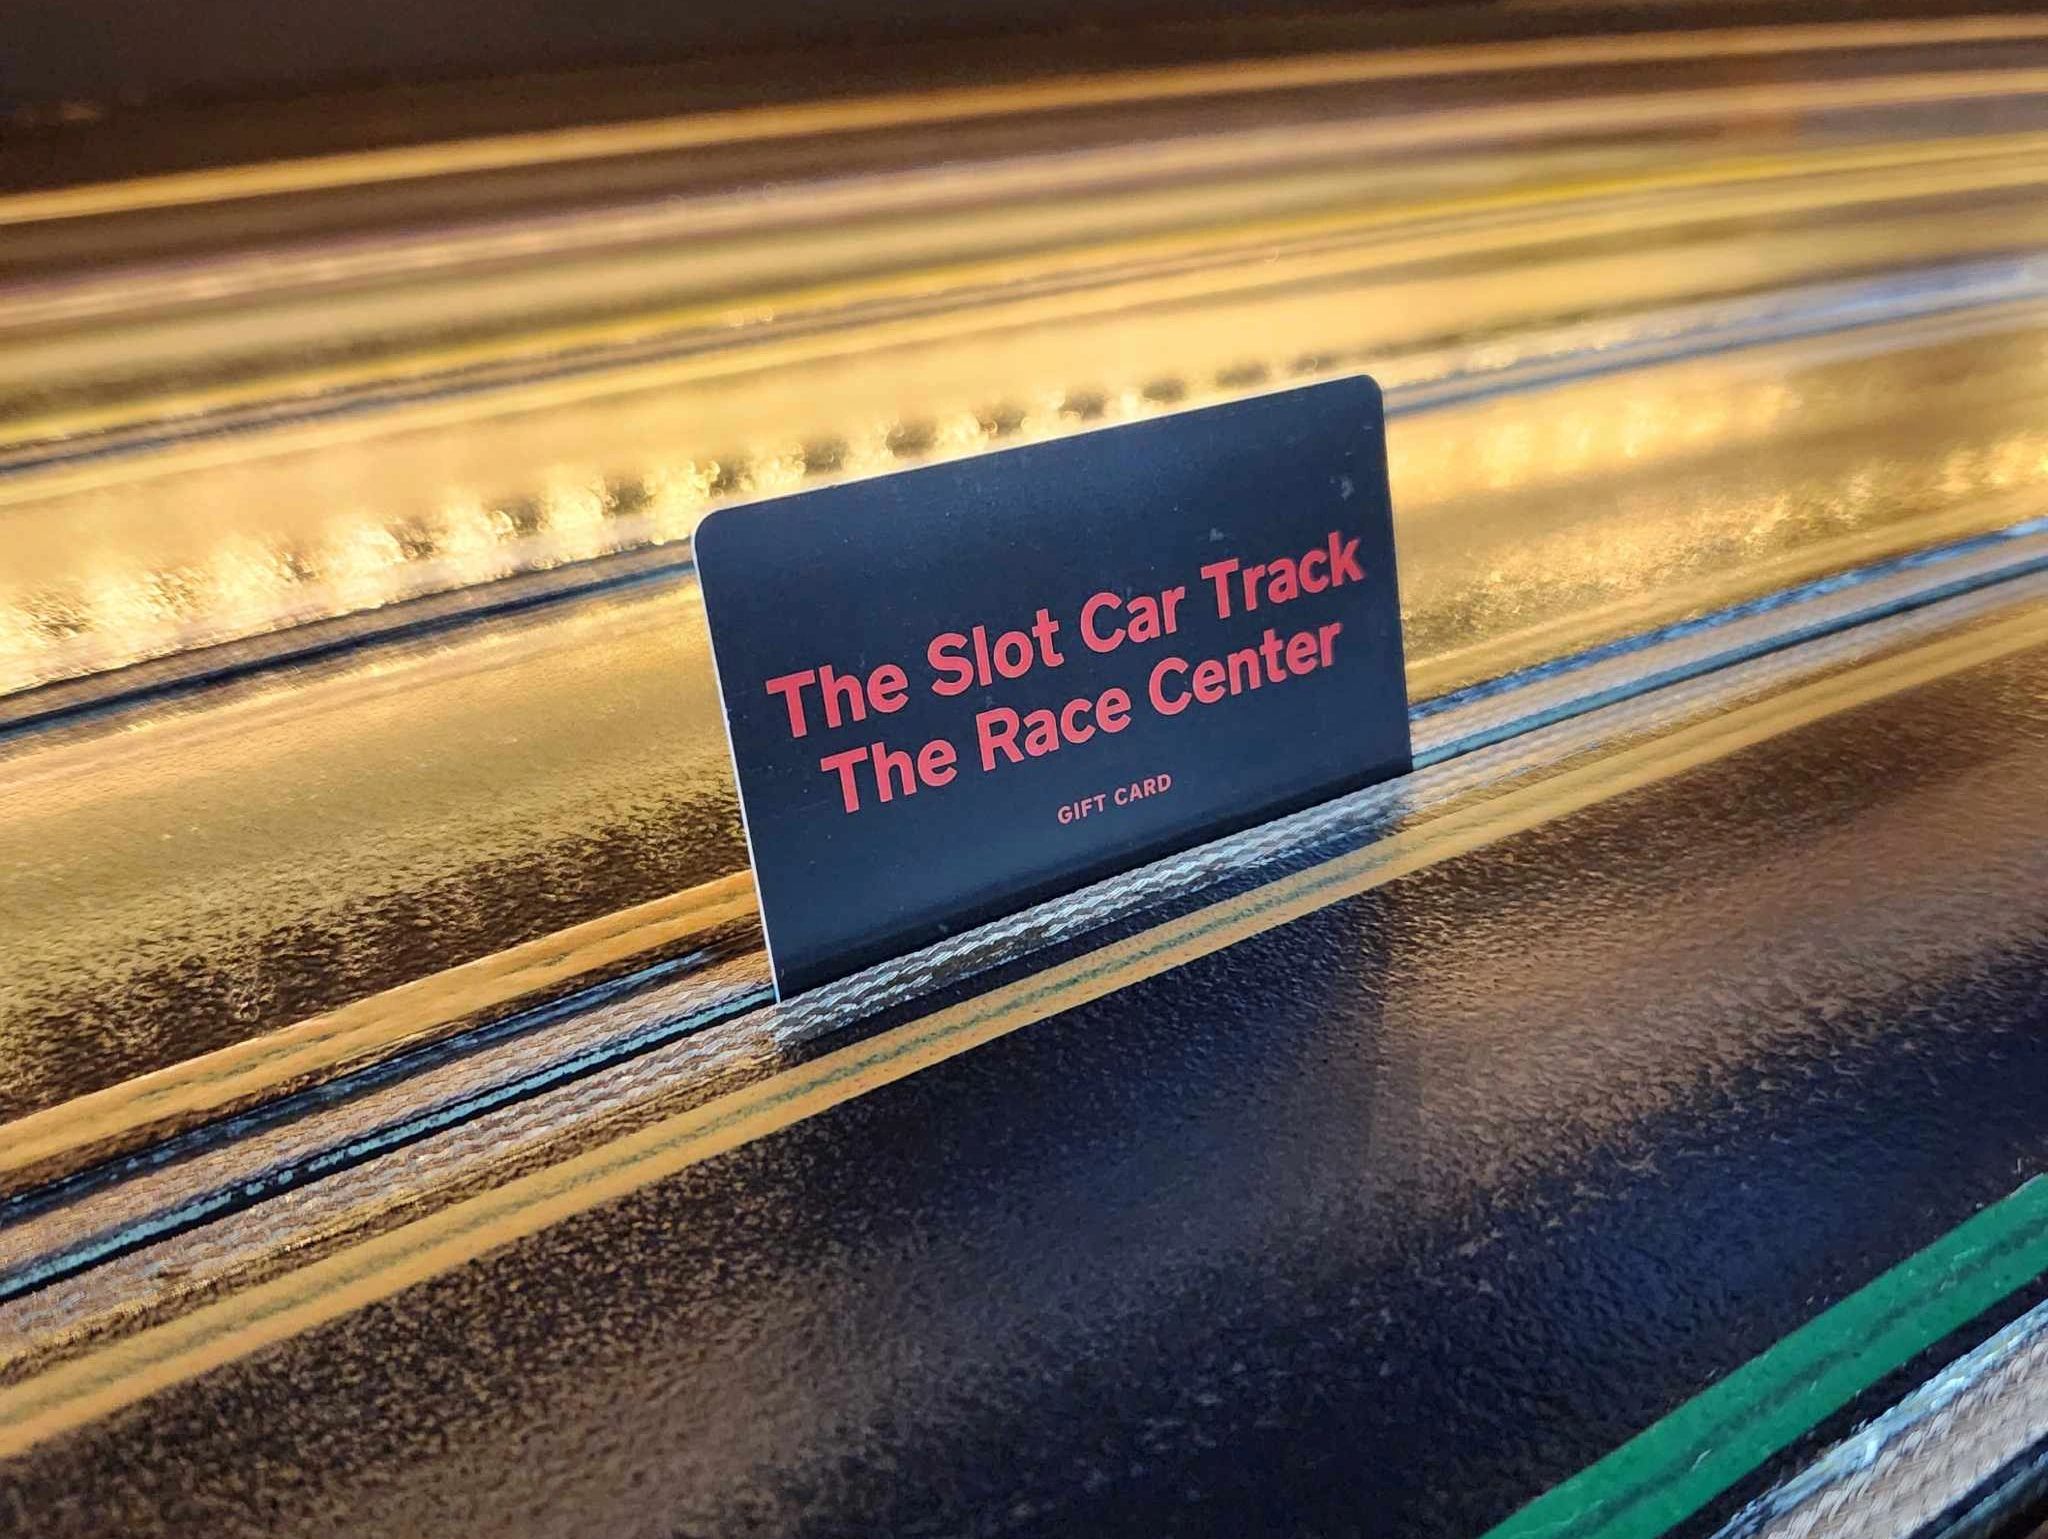 The Slot Car Track
The Race Center
GIFT CARD